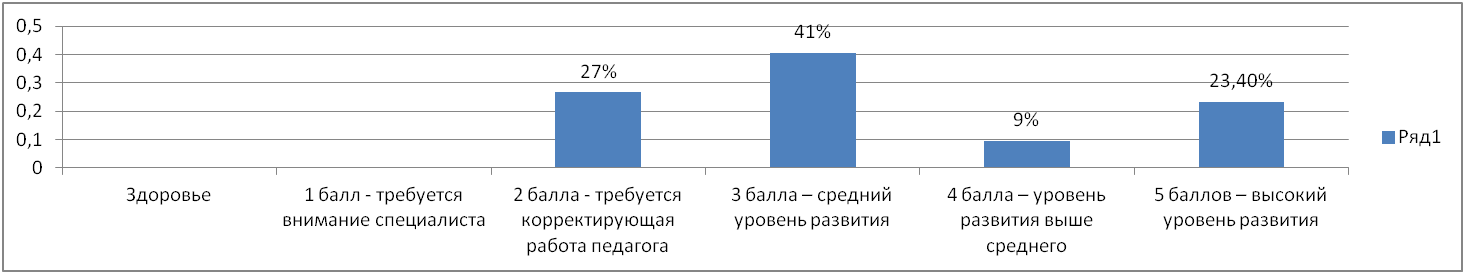 0,5
0,4
0,3
0,2
0,1
0
27%
41%
9%
23,40%
Ряд1
Здоровье
1 балл - требуется
внимание специалиста
2 балла - требуется
корректирующая
работа педагога
3 балла – средний
уровень развития
4 балла – уровень
развития выше
среднего
5 баллов – высокий
уровень развития